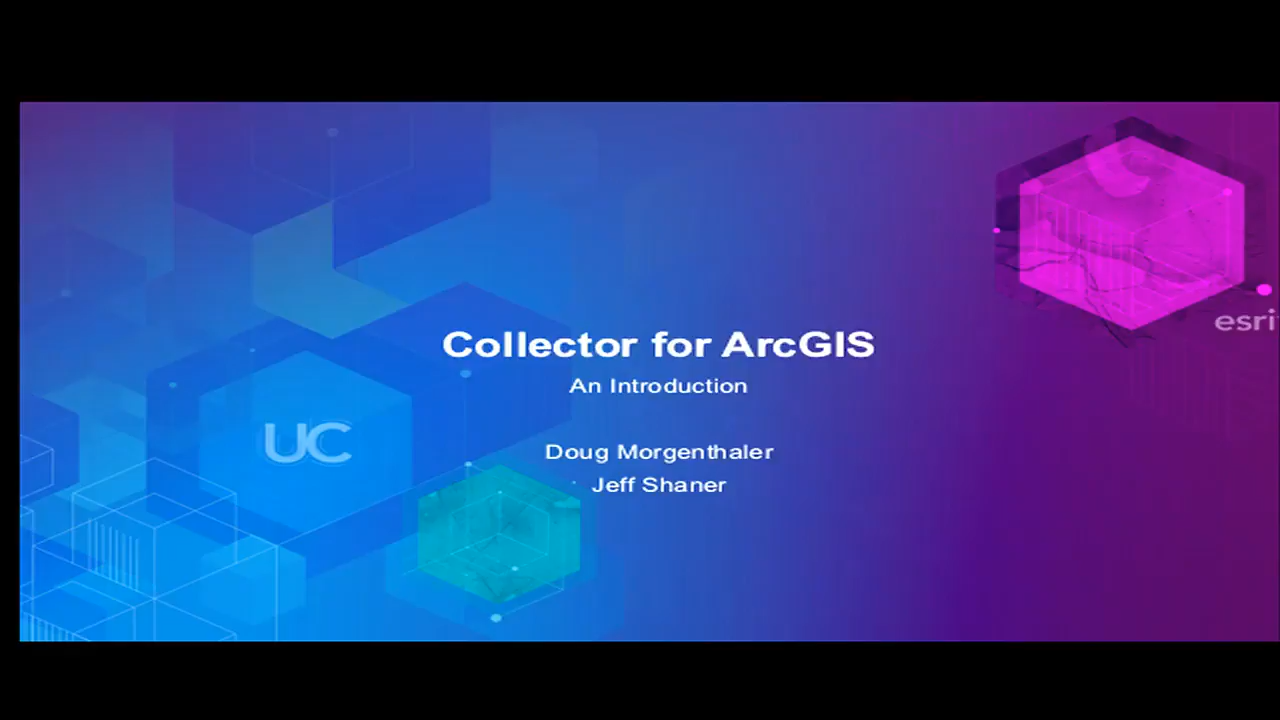 Collector for ArcGIS
An Introduction
Doug Morgenthaler
Jeff Shaner
UC
esri